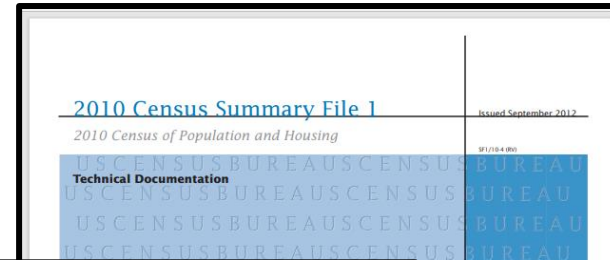 2010 Census Summary File 1
Issued September 2012
2010 Census of Population and Housing
SF1/10-4 (RV)
USCENSUSBUREAUSCENSUSBUREAU
Technical Documentation
USCENSUSBUREAUSCENSUSBUREAU
USCENSUSBUREAUSCENSUSBUREAU
USCENSUSBUREAUSCENSUSBUREAU